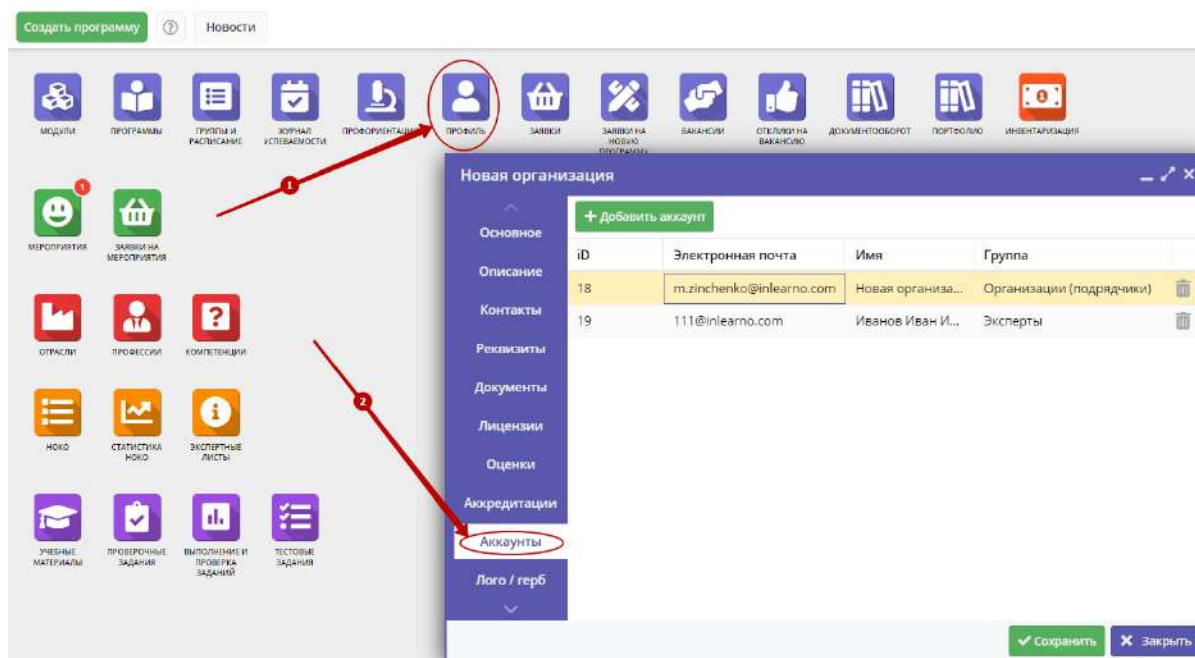 Создать программу
?
Новости
МОДУЛИ
ПРОГРАММЫ
ГРУППЫ И
РАСПИСАНИЕ
ЖУРНАЛ
УСПЕВАЕМОСТИ
ПРОФОРИЕНТАЦИЯ
ПРОФИЛЬ
ЗАЯВКИ
ЗАЯВКИ НА
НОВУЮ
ПРОГРАММУ
ВАКАНСИИ
ОТКЛИКИ НА
ВАКАНСИЮ
ДОКУМЕНТООБОРОТ
ПОРТФОЛИО
ИНВЕНТАРИЗАЦИЯ
1
1
МЕРОПРИЯТИЯ
ЗАЯВКИ НА
МЕРОПРИЯТИЯ
ОТРАСЛИ
ПРОФЕССИИ
КОМПЕТЕНЦИИ
2
НОКО
СТАТИСТИКА
НОКО
ЭКСПЕРТНЫЕ
ЛИСТЫ
УЧЕБНЫЕ
МАТЕРИАЛЫ
ПРОВЕРОЧНЫЕ
ЗАДАНИЯ
ВЫПОЛНЕНИЕ И
ПРОВЕРКА
ЗАДАНИЙ
ТЕСТОВЫЕ
ЗАДАНИЯ
Новая организация
Основное
Описание
Контакты
Реквизиты
Документы
Лицензии
Оценки
Аккредитации
Аккаунты
Лого / герб
+ Добавить аккаунт
iD Электронная почта Имя Группа
18 m.zinchenko@inlearno.com Новая организа... Организации (подрядчики)
19 111@inlearno.com Иванов Иван И... Эксперты
Сохранить
Закрыть